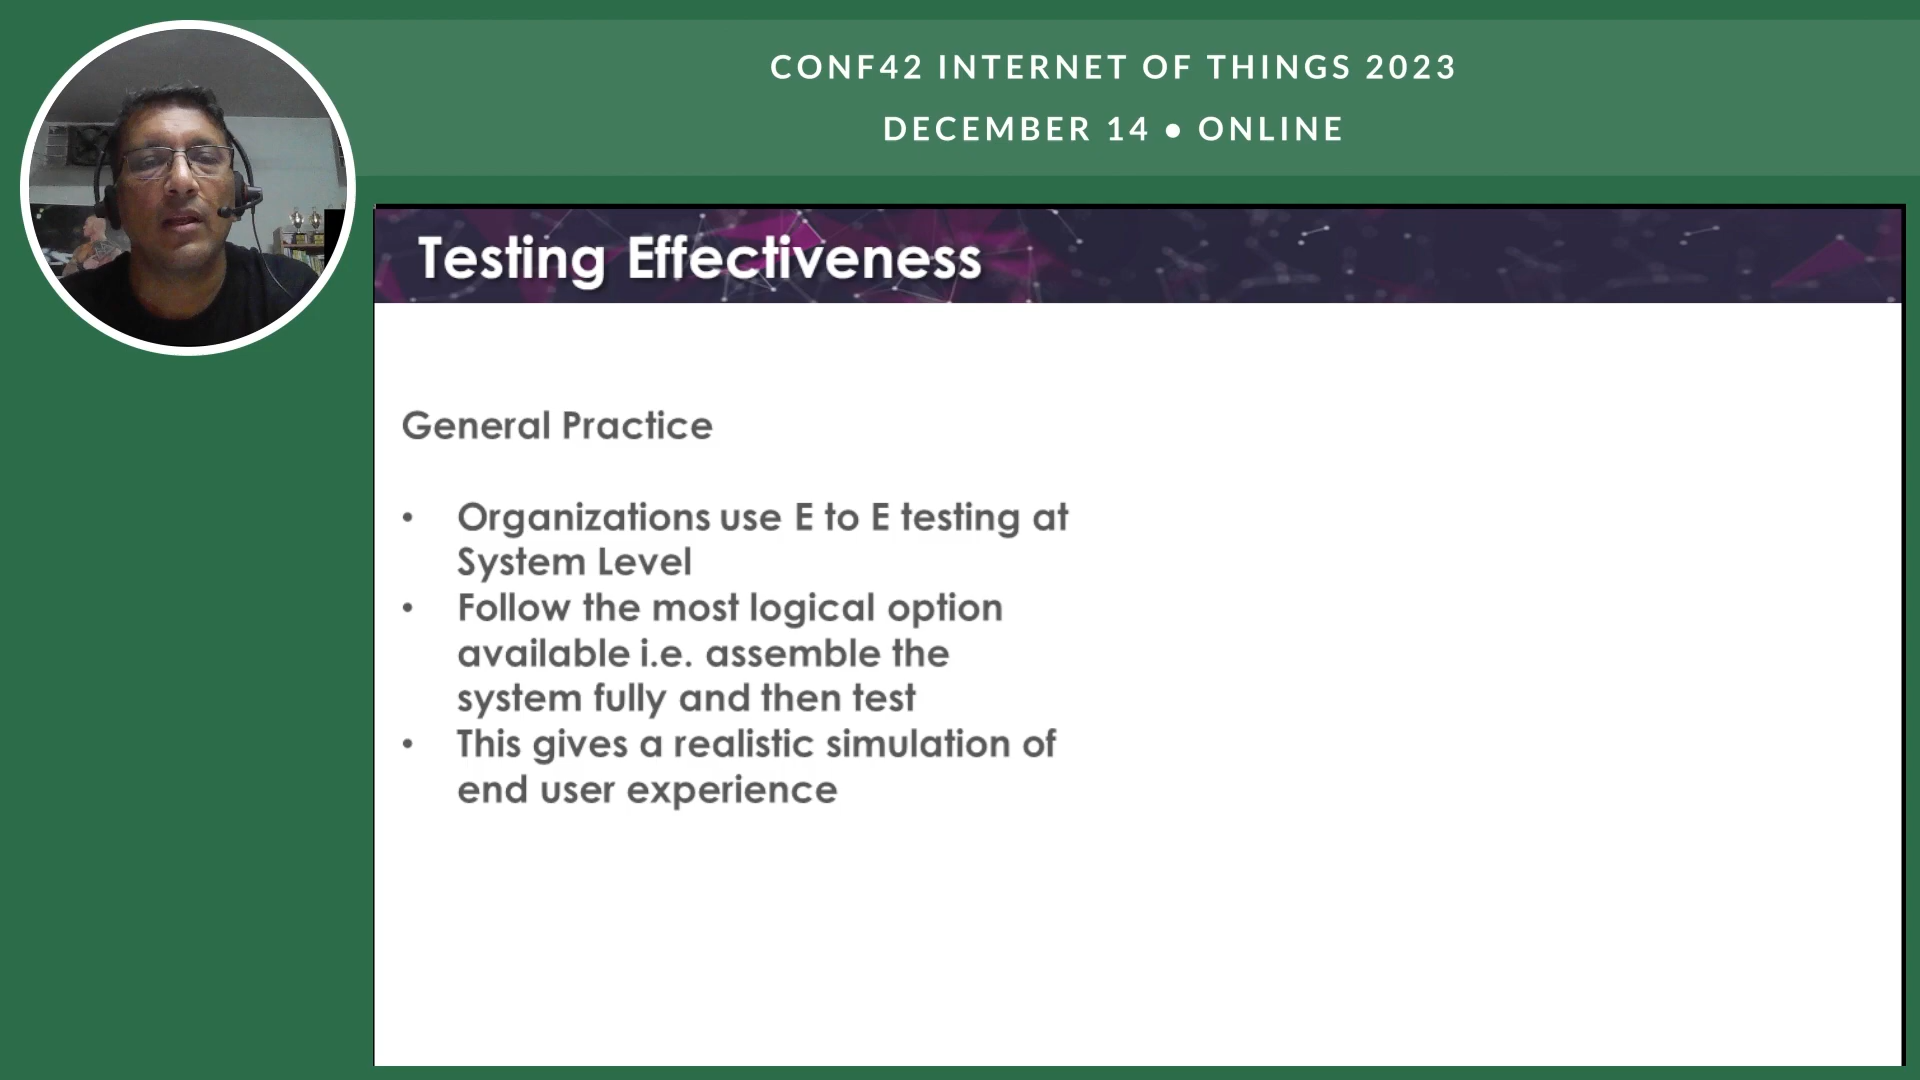 CONF42 INTERNET OF THINGS 2023
DECEMBER 14 • ONLINE
Testing Effectiveness
General Practice
• Organizations use E to E testing at
System Level
• Follow the most logical option
available i.e. assemble the
system fully and then test
• This gives a realistic simulation of
end user experience